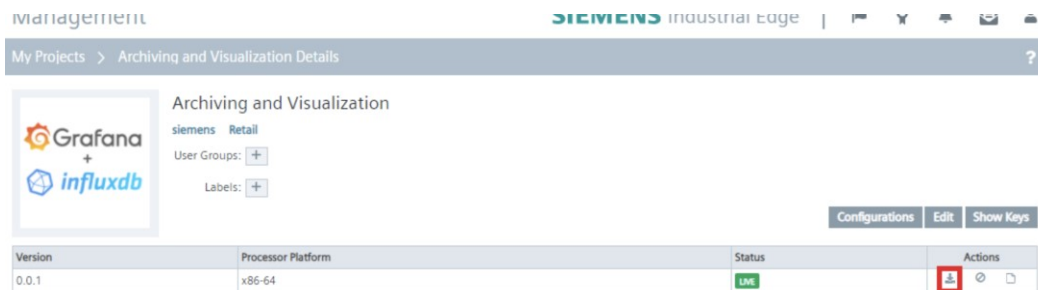 Management
SIEMENS Industrial Edge
My Projects > Archiving and Visualization Details ?
Archiving and Visualization
siemens Retail
User Groups: +
Labels: +
Grafana
+
influxdb
Configurations Edit Show Keys
Version Processor Platform Status Actions
0.0.1 x86-64 LIVE